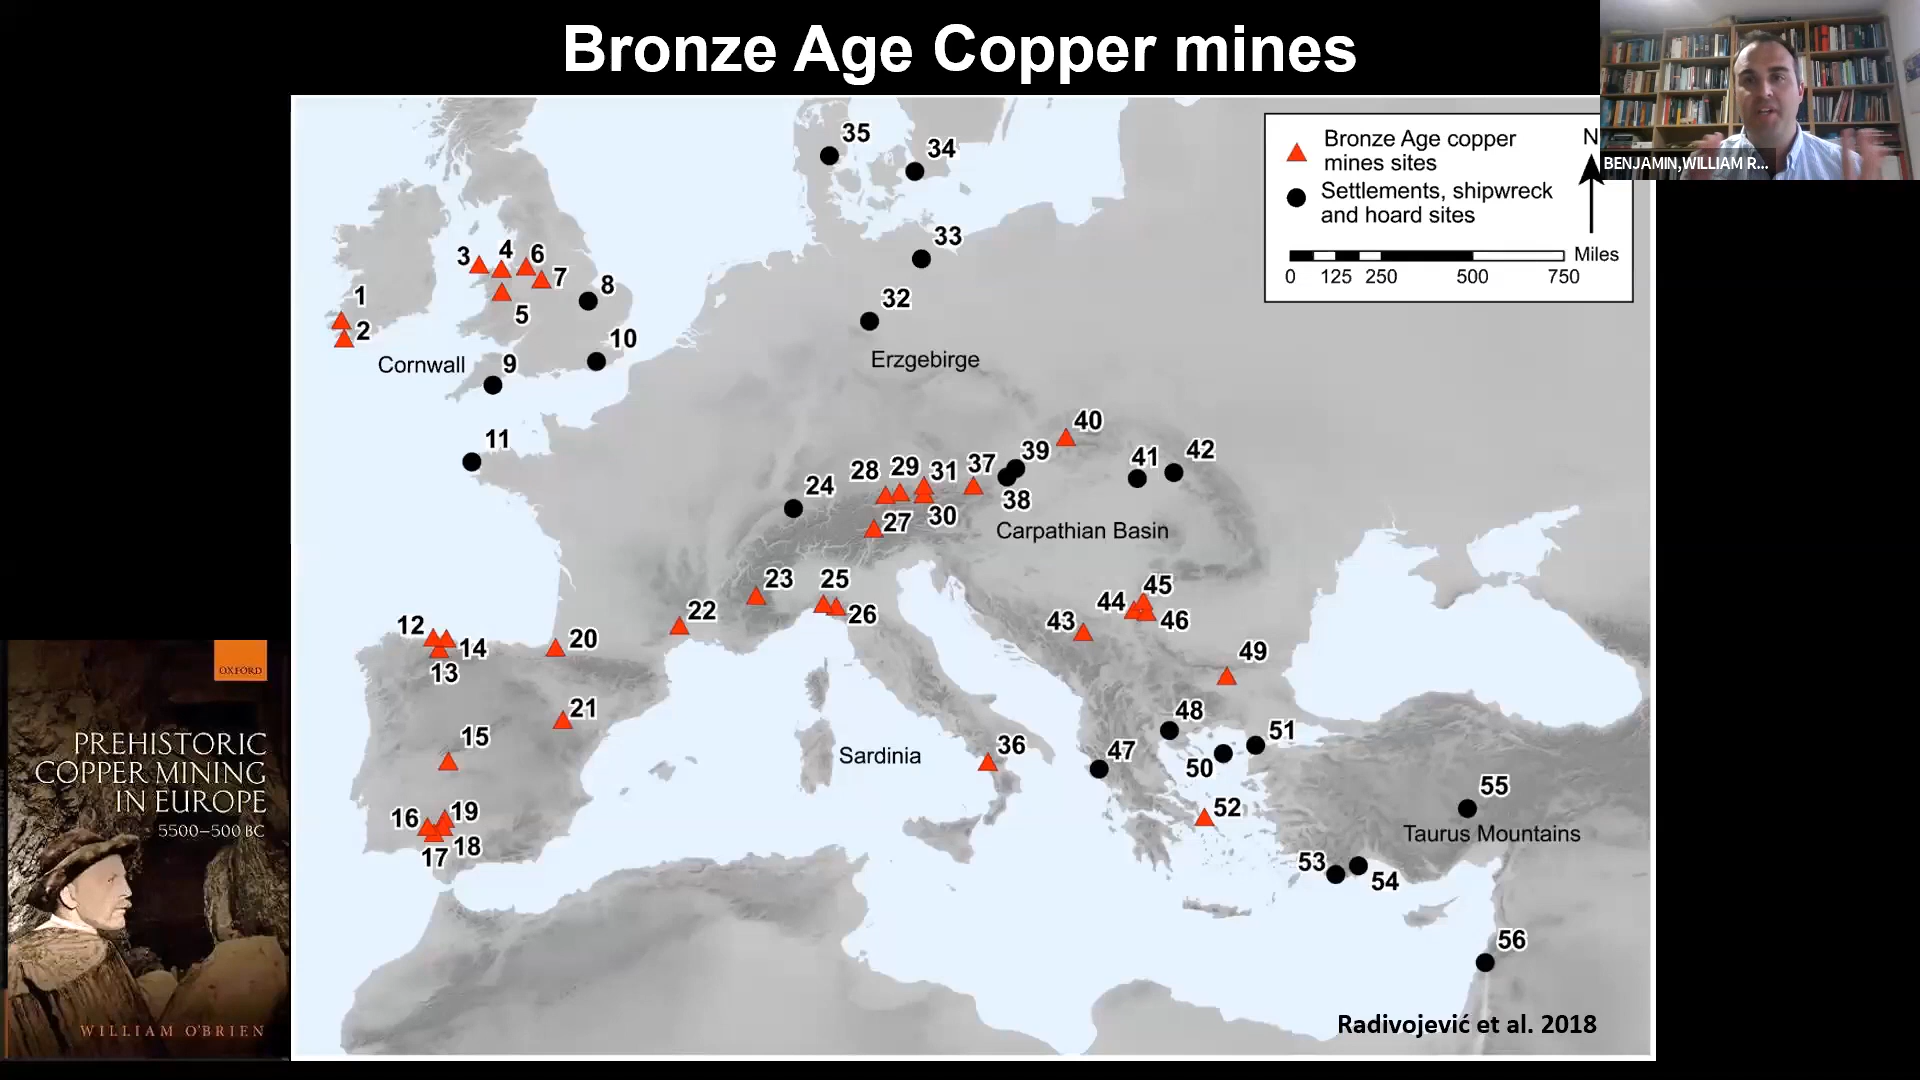 Bronze Age Copper mines
BENJAMIN,WILLIAM R...
Bronze Age copper
mines sites
Settlements, shipwreck
and hoard sites
N
Miles
0 125 250 500 750
35
34
33
32
Erzgebirge
3
4
6
7
5
8
1
2
10
Cornwall
9
11
40
39
41
42
28
29
31
37
38
24
27
30
Carpathian Basin
23
25
26
22
45
44
46
43
12
14
13
20
49
21
48
15
51
36
Sardinia
47
50
55
16
19
52
Taurus Mountains
17
18
53
54
56
Radivojević et al. 2018
OXFORD
PREHISTORIC
COPPER MINING
IN EUROPE
5500–500 BC
WILLIAM O'BRIEN